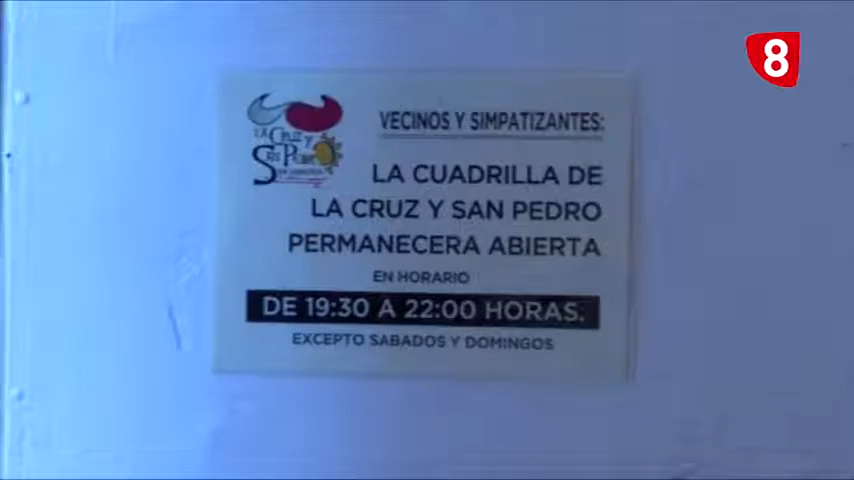 8
LA CRUZ Y
SAN PEDRO
VECINOS Y SIMPATIZANTES:
LA CUADRILLA DE
LA CRUZ Y SAN PEDRO
PERMANECERA ABIERTA
EN HORARIO
DE 19:30 A 22:00 HORAS.
EXCEPTO SABADOS Y DOMINGOS